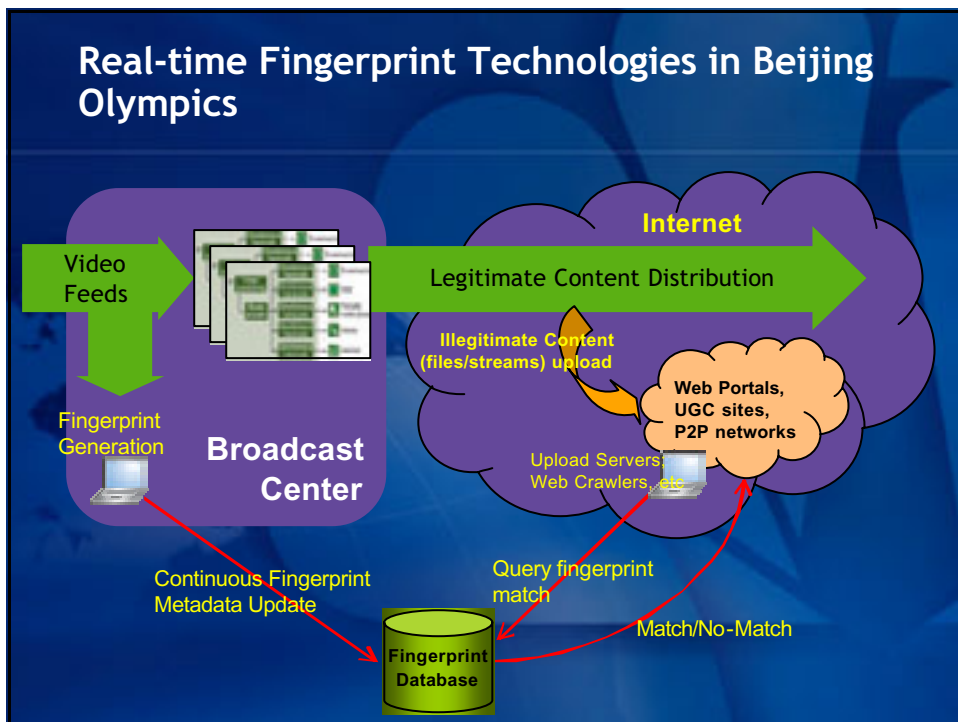 Real-time Fingerprint Technologies in Beijing
Olympics
Internet
Video
Feeds
Legitimate Content Distribution
Illegitimate Content
(files/streams) upload
Web Portals,
UGC sites,
P2P networks
Fingerprint
Generation
Broadcast
Center
Upload Servers,
Web Crawlers, etc
Continuous Fingerprint
Metadata Update
Query fingerprint
match
Match/No-Match
Fingerprint
Database